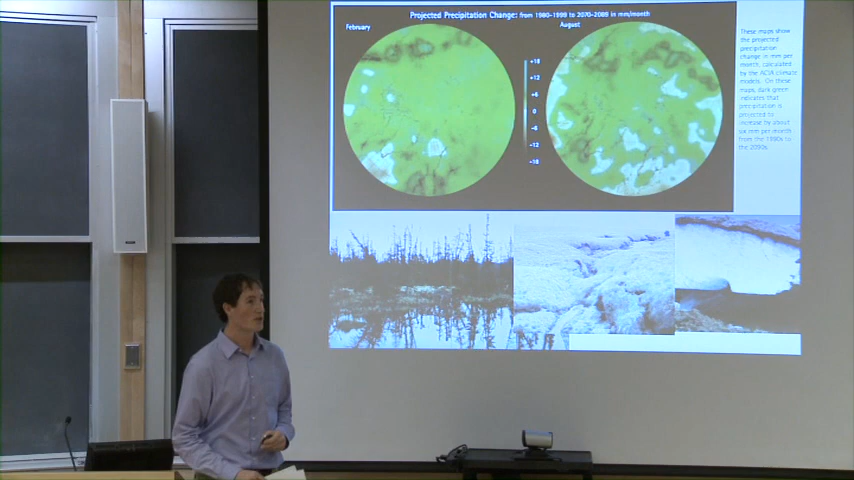 Projected Precipitation Change: from 1980-1999 to 2070-2089 in mm/month
February
August
+18
+12
+6
0
-6
-12
-18
These maps show
the projected
precipitation
change in mm per
month, calculated
by the ACIA climate
models. On these
maps, dark green
indicates that
precipitation is
projected to
increase by about
six mm per month
from the 1990s to
the 2090s.